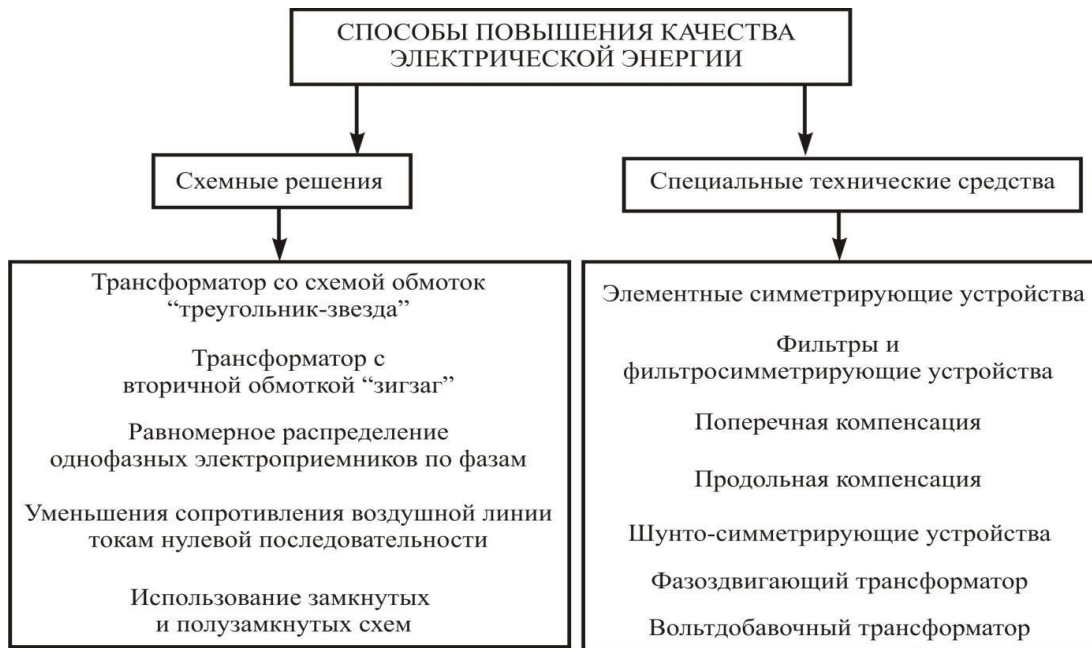 СПОСОБЫ ПОВЫШЕНИЯ КАЧЕСТВА
ЭЛЕКТРИЧЕСКОЙ ЭНЕРГИИ
Схемные решения
Специальные технические средства
Трансформатор со схемой обмоток
“треугольник-звезда”
Трансформатор с
вторичной обмоткой “зигзаг”
Равномерное распределение
однофазных электроприемников по фазам
Уменьшения сопротивления воздушной линии
токам нулевой последовательности
Использование замкнутых
и полузамкнутых схем
Элементные симметрирующие устройства
Фильтры и
фильтросимметрирующие устройства
Поперечная компенсация
Продольная компенсация
Шунто-симметрирующие устройства
Фазоздвигающий трансформатор
Вольтдобавочный трансформатор